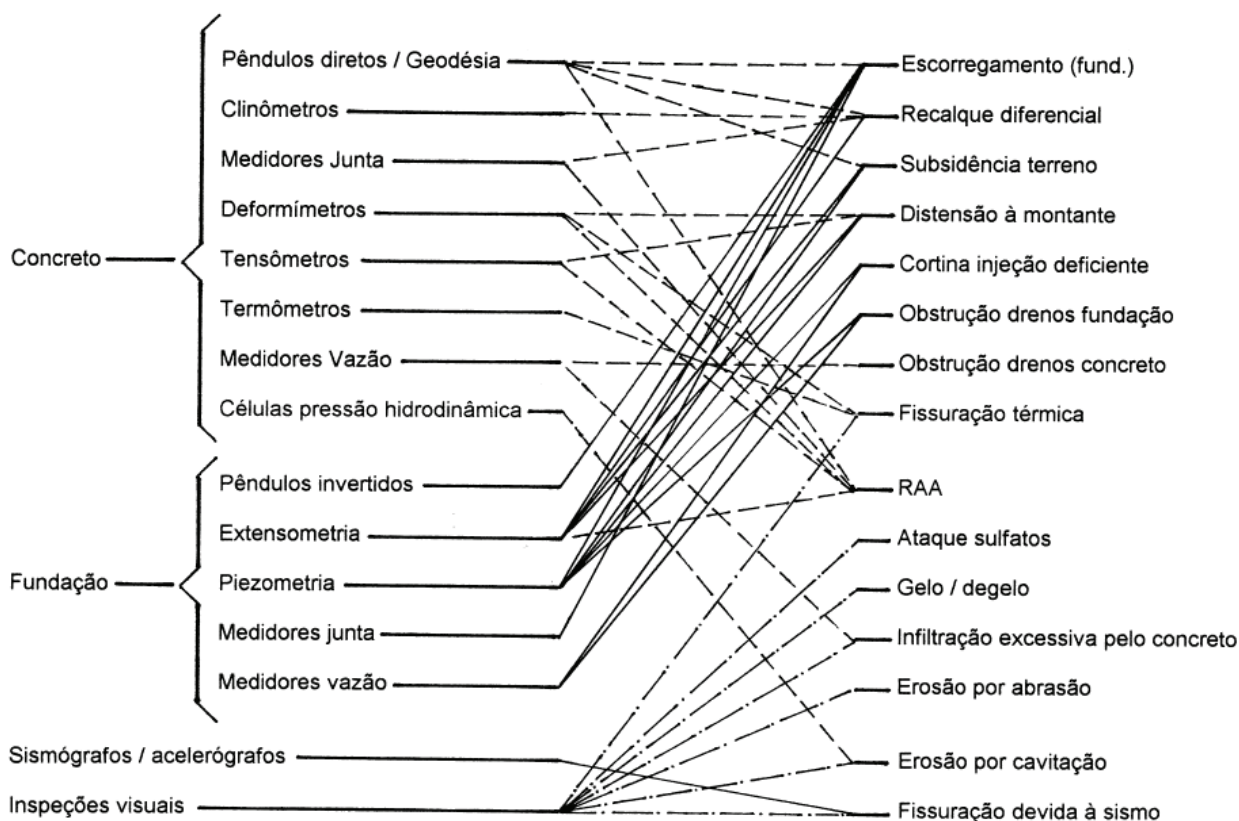 Concreto
Pêndulos diretos / Geodésia
Clinômetros
Medidores Junta
Deformímetros
Tensômetros
Termômetros
Medidores Vazão
Células pressão hidrodinâmica
Fundação
Pêndulos invertidos
Extensometria
Piezometria
Medidores junta
Medidores vazão
Sismógrafos / acelerógrafos
Inspeções visuais
Escorregamento (fund.)
Recalque diferencial
Subsidência terreno
Distensão à montante
Cortina injeção deficiente
Obstrução drenos fundação
Obstrução drenos concreto
Fissuração térmica
RAA
Ataque sulfatos
Gelo / degelo
Infiltração excessiva pelo concreto
Erosão por abrasão
Erosão por cavitação
Fissuração devida à sismo